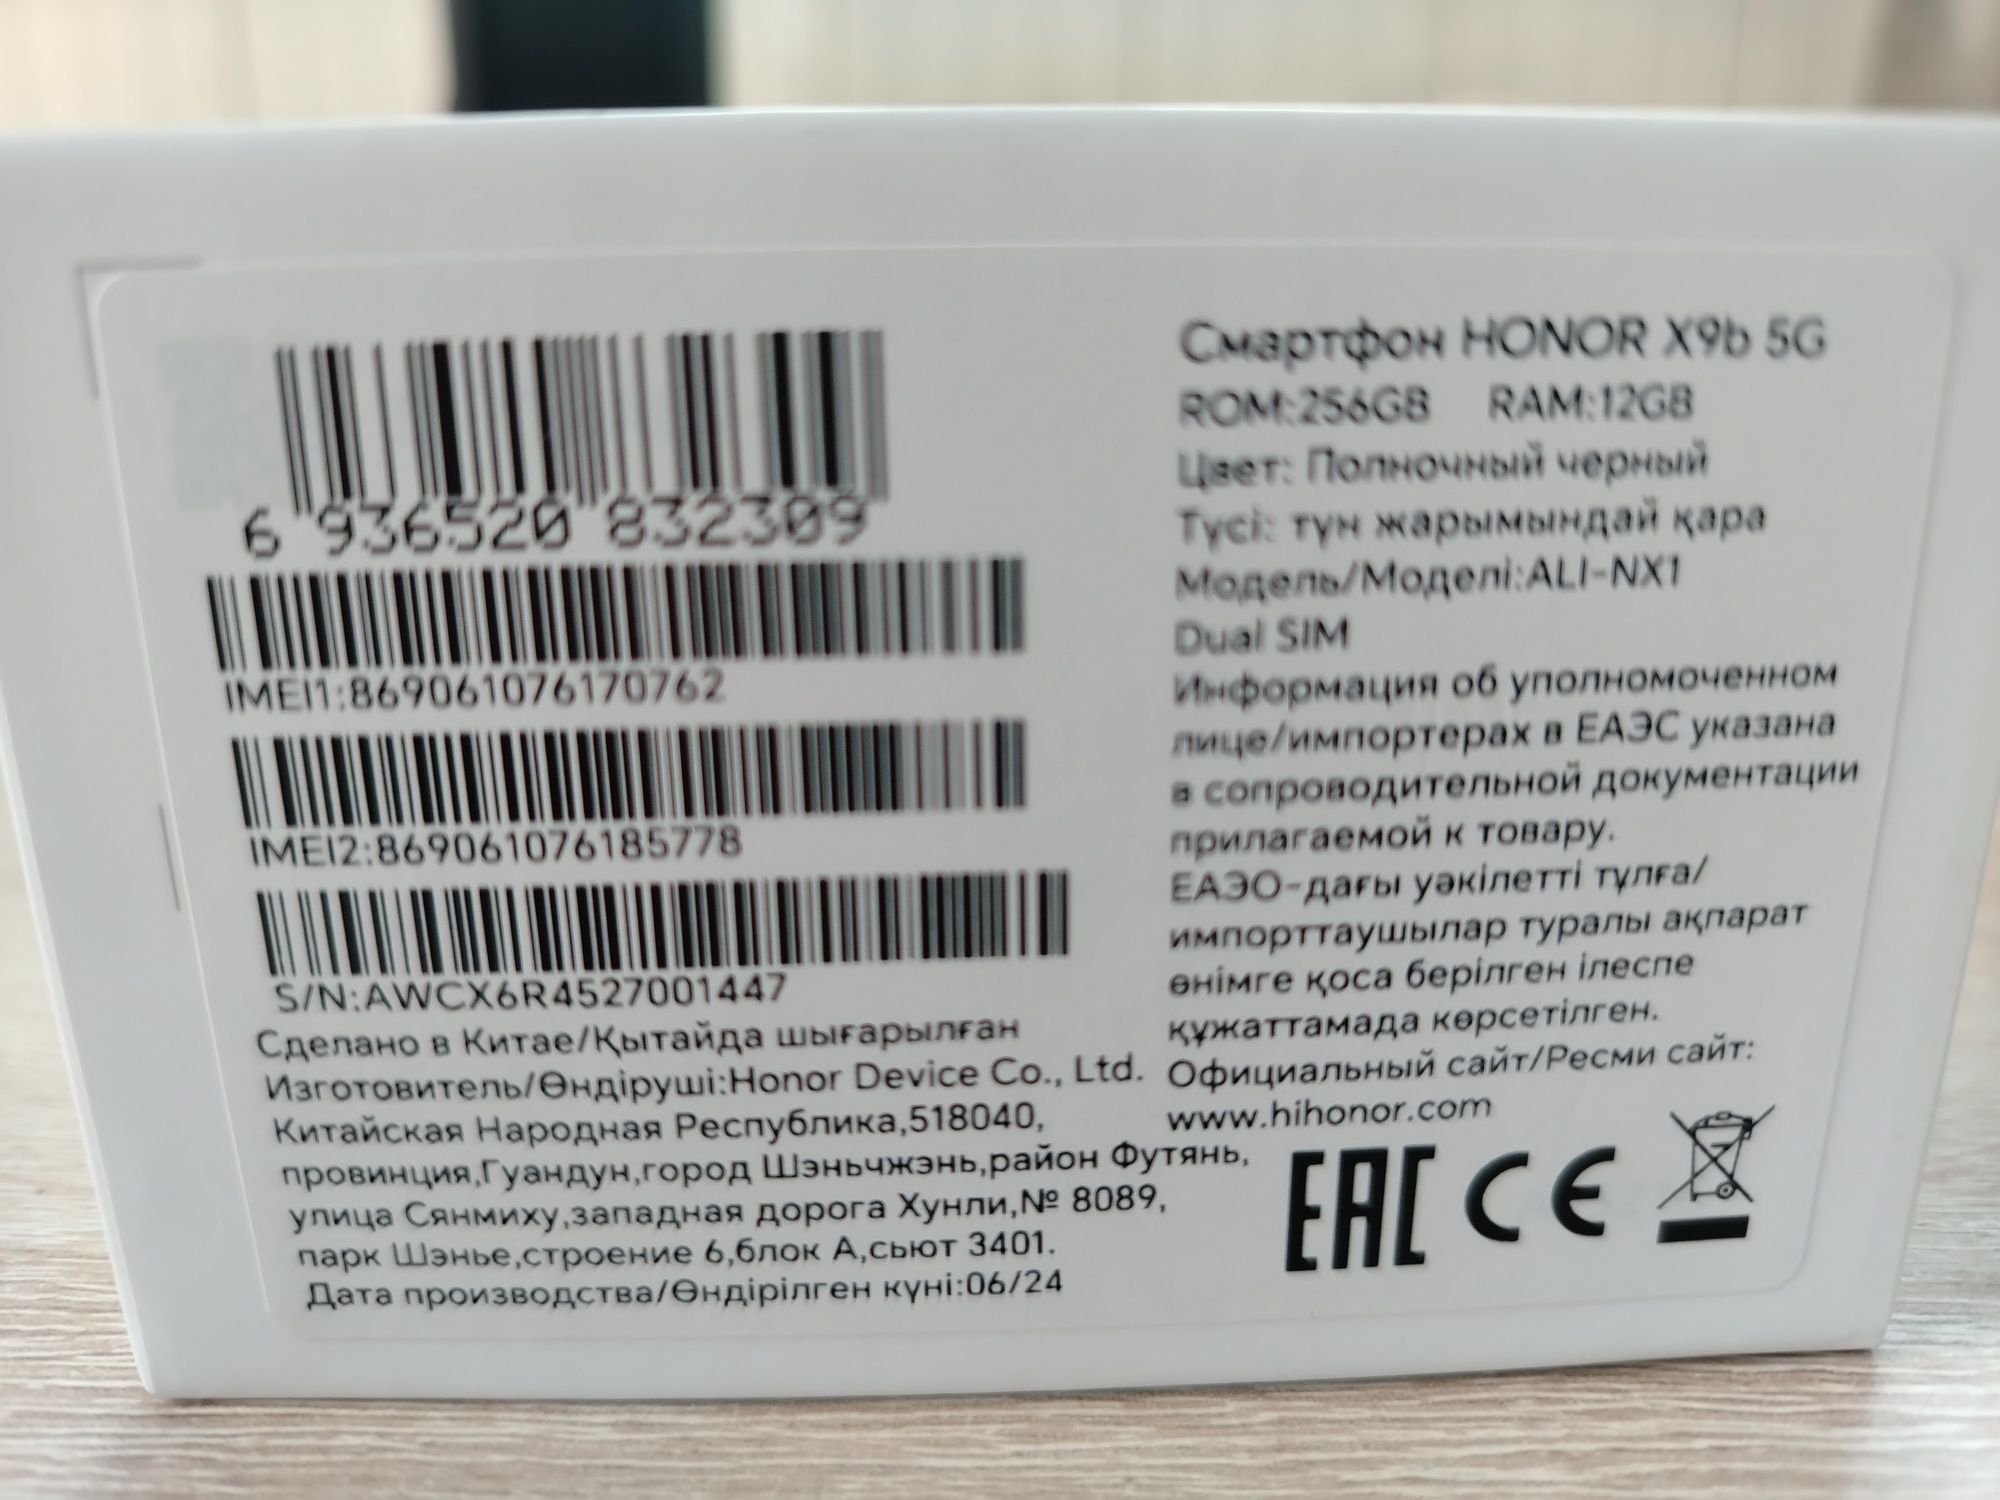 6 936520 832309
IMEI1:869061076170762
IMEI2:869061076185778
S/N:AWCX6R4527001447
Сделано в Китае/Қытайда шығарылған
Изготовитель/Өндіруші:Honor Device Co., Ltd.
Китайская Народная Республика,518040,
провинция,Гуандун,город Шэньчжэнь,район Футянь,
улица Сянмиху,западная дорога Хунли,№ 8089,
парк Шэнье,строение 6,блок А,сьют 3401.
Дата производства/Өндірілген күні:06/24
Смартфон HONOR X9b 5G
ROM:256GB RAM:12GB
Цвет: Полночный черный
Түсі: түн жарымындай қара
Модель/Моделі:ALI-NX1
Dual SIM
Информация об уполномоченном
лице/импортерах в ЕАЭС указана
в сопроводительной документации
прилагаемой к товару.
ЕАЭО-дағы уәкілетті тұлға/
импорттаушылар туралы ақпарат
өнімге қоса берілген ілеспе
құжаттамада көрсетілген.
Официальный сайт/Ресми сайт:
www.hihonor.com
EAC CE